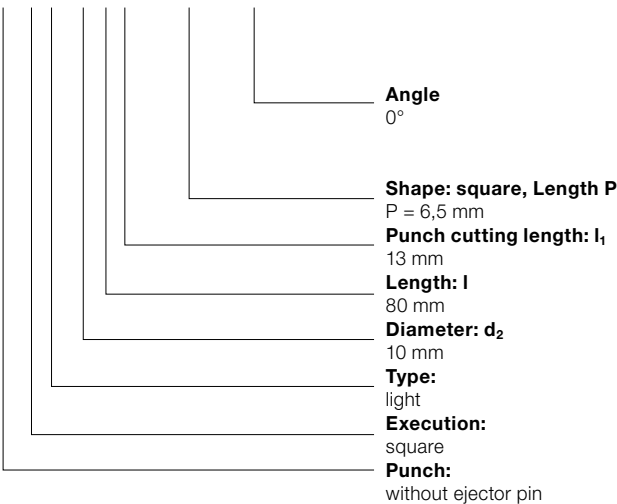 Angle
0°
Shape: square, Length P
P = 6,5 mm
Punch cutting length: l₁
13 mm
Length: l
80 mm
Diameter: d₂
10 mm
Type:
light
Execution:
square
Punch:
without ejector pin